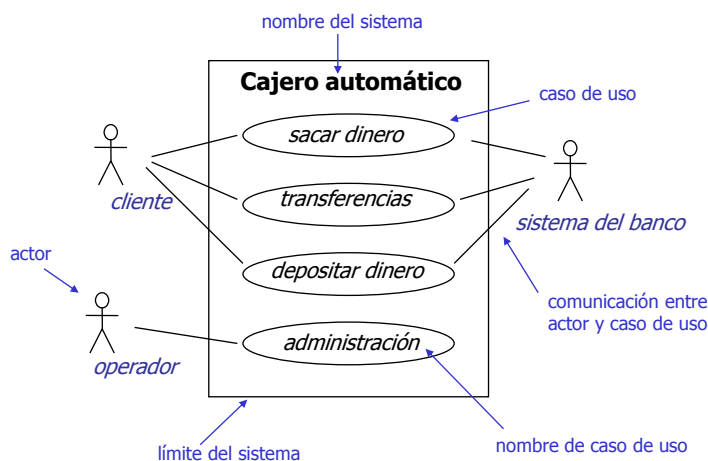 nombre del sistema
Cajero automático
caso de uso
sacar dinero
cliente
transferencias
sistema del banco
actor
depositar dinero
comunicación entre
actor y caso de uso
operador
administración
límite del sistema
nombre de caso de uso